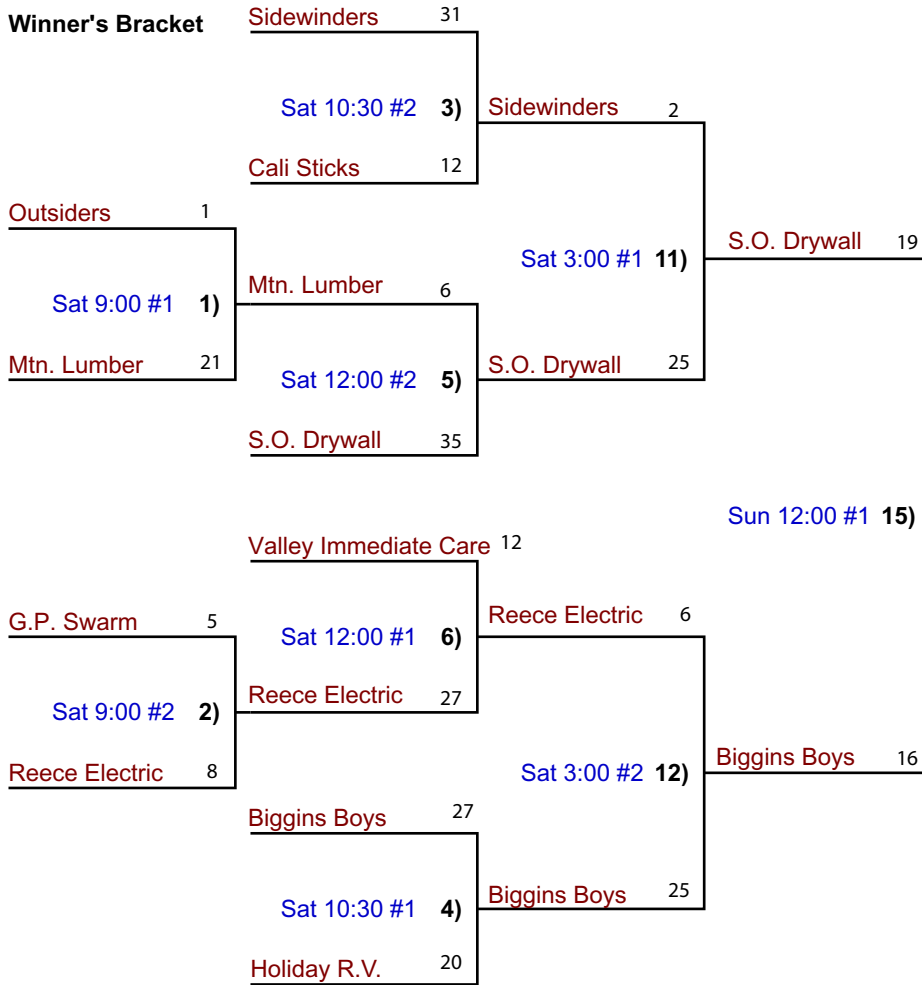 Winner's Bracket
Sidewinders 31
Sat 10:30 #2 3)
Sidewinders 2
Cali Sticks 12
Outsiders 1
S.O. Drywall 19
Sat 3:00 #1 11)
Mtn. Lumber 6
Sat 9:00 #1 1)
Mtn. Lumber 21
Sat 12:00 #2 5)
S.O. Drywall 25
S.O. Drywall 35
Sun 12:00 #1 15)
Valley Immediate Care 12
G.P. Swarm 5
Reece Electric 6
Sat 12:00 #1 6)
Reece Electric 27
Sat 9:00 #2 2)
Reece Electric 8
Sat 3:00 #2 12)
Biggins Boys 16
Biggins Boys 27
Biggins Boys 25
Sat 10:30 #1 4)
Holiday R.V. 20